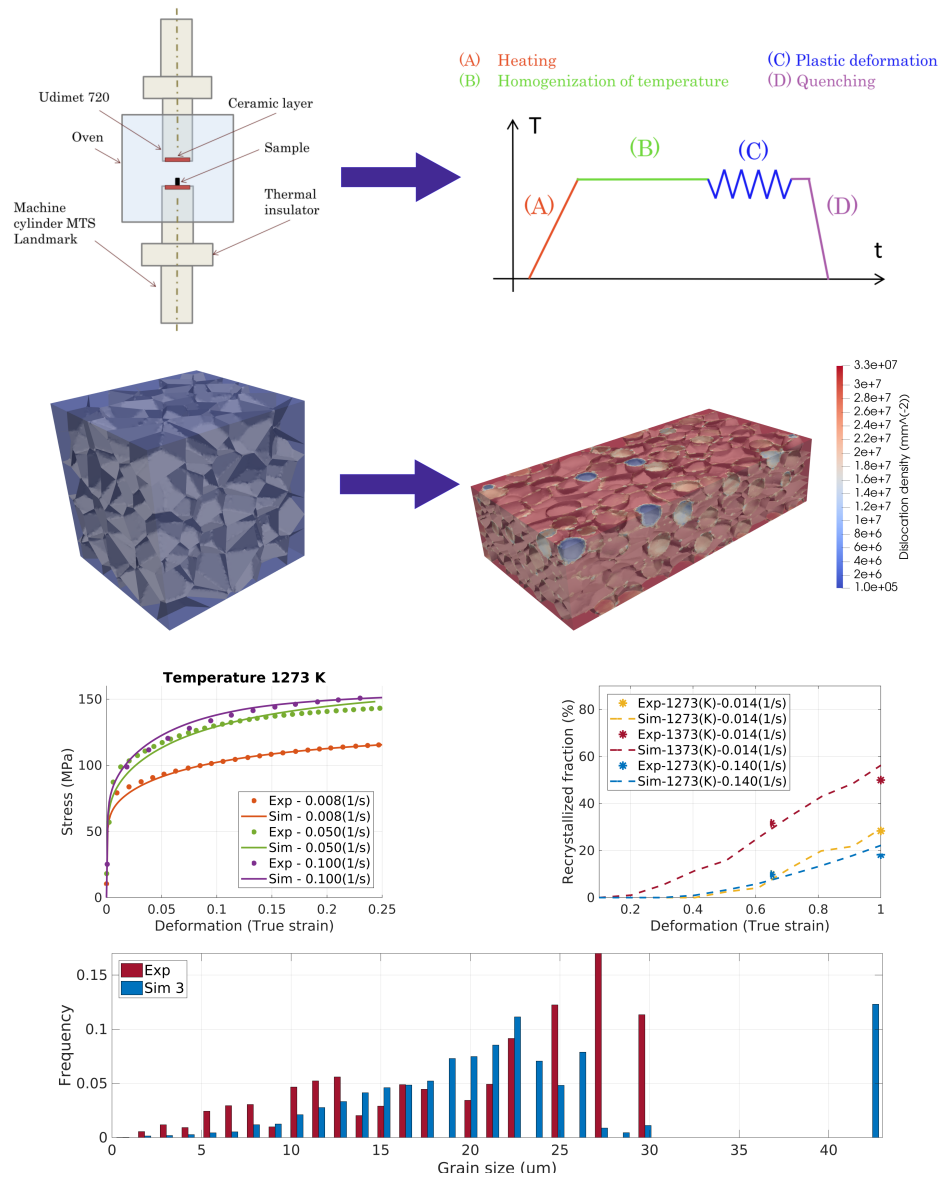 Udimet 720
Ceramic layer
Oven
Sample
Machine
cylinder MTS
Landmark
Thermal
insulator
(A) Heating
(C) Plastic deformation
(B) Homogenization of temperature
(D) Quenching
T
(A)
(B)
(C)
(D)
t
3.3e+07
3e+7
2.8e+7
2.6e+7
2.4e+7
2.2e+7
2e+7
1.8e+7
1.6e+7
1.4e+7
1.2e+7
1e+7
8e+6
6e+6
4e+6
2e+6
1.0e+05
Dislocation density (mm^(-2))
Temperature 1273 K
Stress (MPa)
150
100
50
0
0 0.05 0.1 0.15 0.2 0.25
Deformation (True strain)
Exp - 0.008(1/s)
Sim - 0.008(1/s)
Exp - 0.050(1/s)
Sim - 0.050(1/s)
Exp - 0.100(1/s)
Sim - 0.100(1/s)
Recrystallized fraction (%)
80
60
40
20
0
0.2 0.4 0.6 0.8 1
Deformation (True strain)
Exp-1273(K)-0.014(1/s)
Sim-1273(K)-0.014(1/s)
Exp-1373(K)-0.014(1/s)
Sim-1373(K)-0.014(1/s)
Exp-1273(K)-0.140(1/s)
Sim-1273(K)-0.140(1/s)
Frequency
0.15
0.1
0.05
0
Exp
Sim 3
0 5 10 15 20 25 30 35 40
Grain size (um)